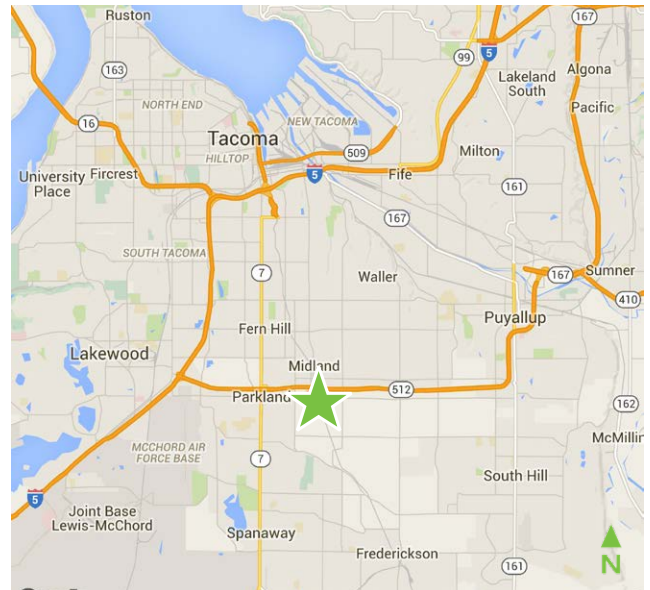 Ruston
167
5
99
163
Lakeland
South
Algona
NORTH END
Pacific
16
NEW TACOMA
Tacoma
509
Milton
HILLTOP
University
Place
Fircrest
5
Fife
161
167
SOUTH TACOMA
7
Waller
167
Sumner
410
Fern Hill
Puyallup
Lakewood
Midland
Parkland
512
162
McMillin
MCCHORD AIR
FORCE BASE
7
South Hill
5
Joint Base
Lewis-McChord
Spanaway
N
Frederickson
161